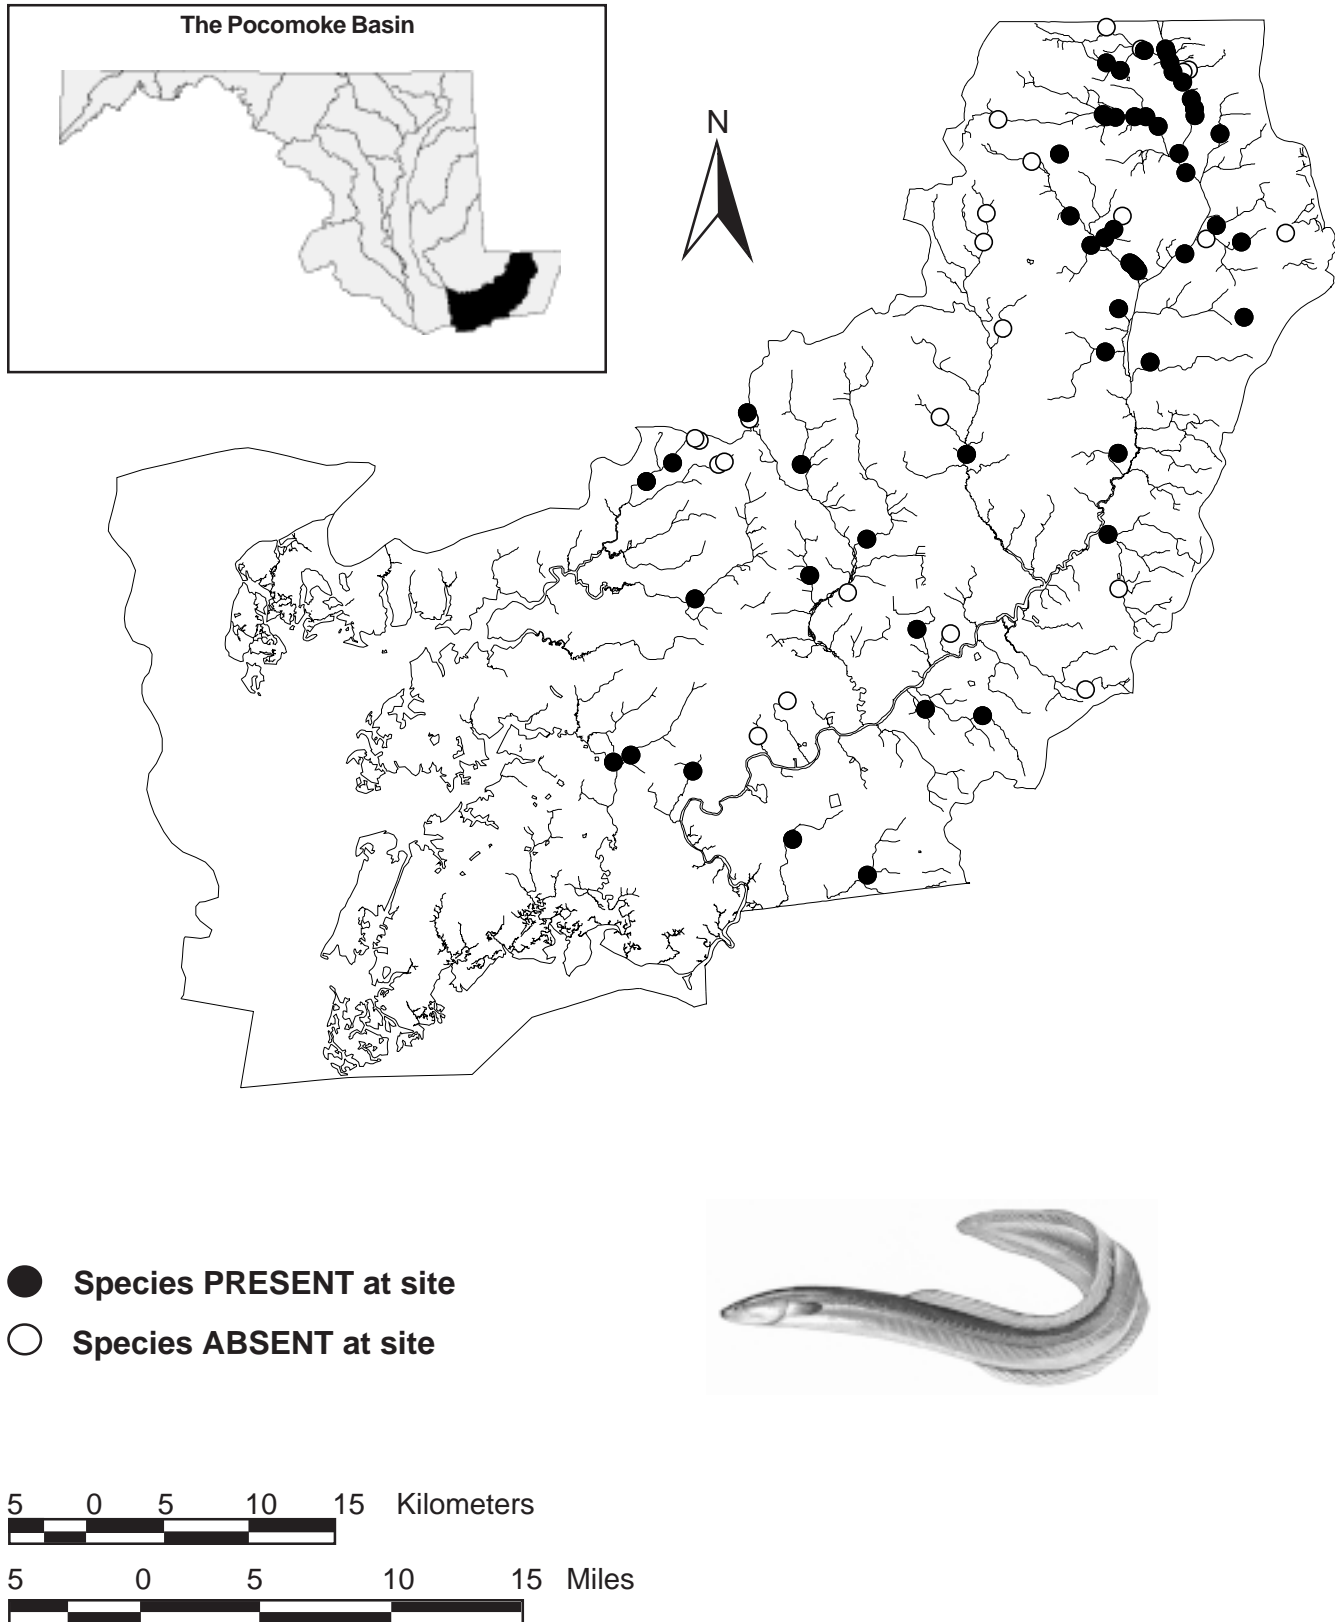 The Pocomoke Basin
N
Species PRESENT at site
Species ABSENT at site
5 0 5 10 15 Kilometers
5 0 5 10 15 Miles